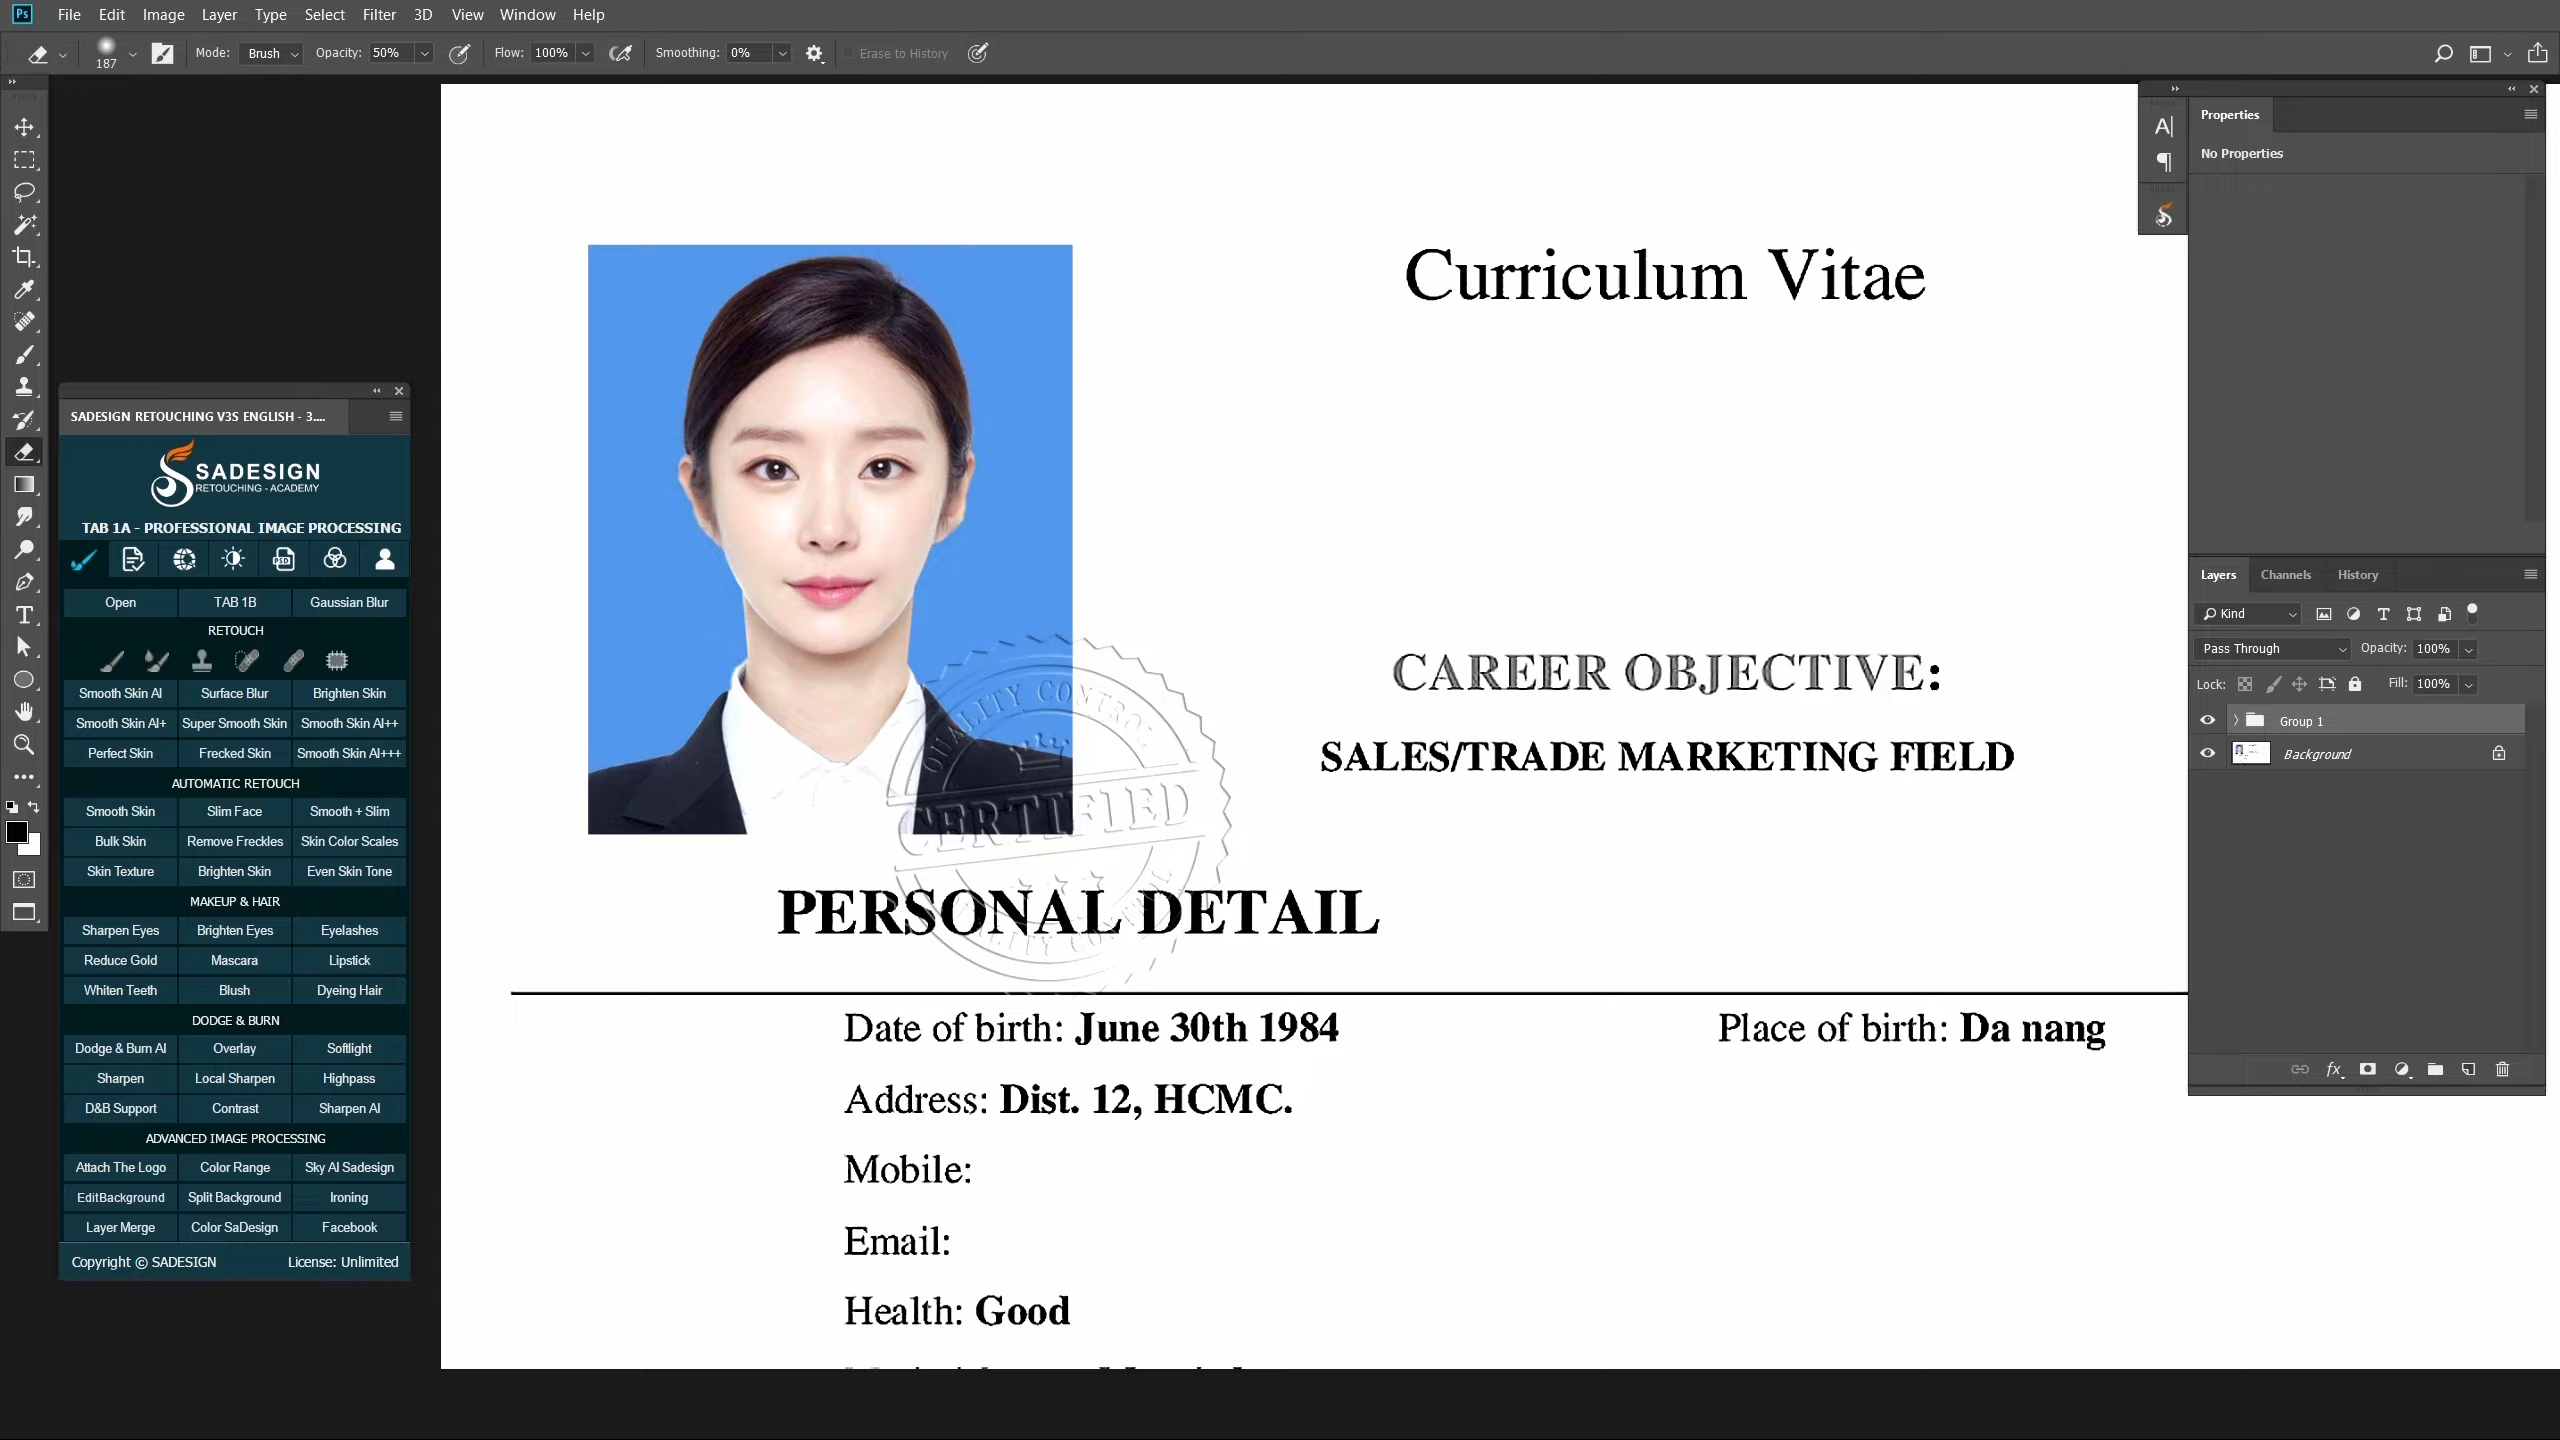 Ps File Edit Image Layer Type Select Filter 3D View Window Help
187 Mode: Brush Opacity: 50% Flow: 100% Smoothing: 0% Erase to History
SADESIGN RETOUCHING V3S ENGLISH - 3....
SADESIGN
RETOUCHING - ACADEMY
TAB 1A - PROFESSIONAL IMAGE PROCESSING
PSD
Open TAB 1B Gaussian Blur
RETOUCH
Smooth Skin AI Surface Blur Brighten Skin
Smooth Skin AI+ Super Smooth Skin Smooth Skin AI++
Perfect Skin Frecked Skin Smooth Skin AI+++
AUTOMATIC RETOUCH
Smooth Skin Slim Face Smooth + Slim
Bulk Skin Remove Freckles Skin Color Scales
Skin Texture Brighten Skin Even Skin Tone
MAKEUP & HAIR
Sharpen Eyes Brighten Eyes Eyelashes
Reduce Gold Mascara Lipstick
Whiten Teeth Blush Dyeing Hair
DODGE & BURN
Dodge & Burn AI Overlay Softlight
Sharpen Local Sharpen Highpass
D&B Support Contrast Sharpen AI
ADVANCED IMAGE PROCESSING
Attach The Logo Color Range Sky AI Sadesign
EditBackground Split Background Ironing
Layer Merge Color SaDesign Facebook
Copyright © SADESIGN License: Unlimited
Curriculum Vitae
CAREER OBJECTIVE:
SALES/TRADE MARKETING FIELD
QUALITY CONTROL
CERTIFIED
QUALITY CONTROL
PERSONAL DETAIL
Date of birth: June 30th 1984 Place of birth: Da nang
Address: Dist. 12, HCMC.
Mobile:
Email:
Health: Good
Properties
No Properties
Layers Channels History
Kind
Pass Through Opacity: 100%
Lock: Fill: 100%
Group 1
Background
fx